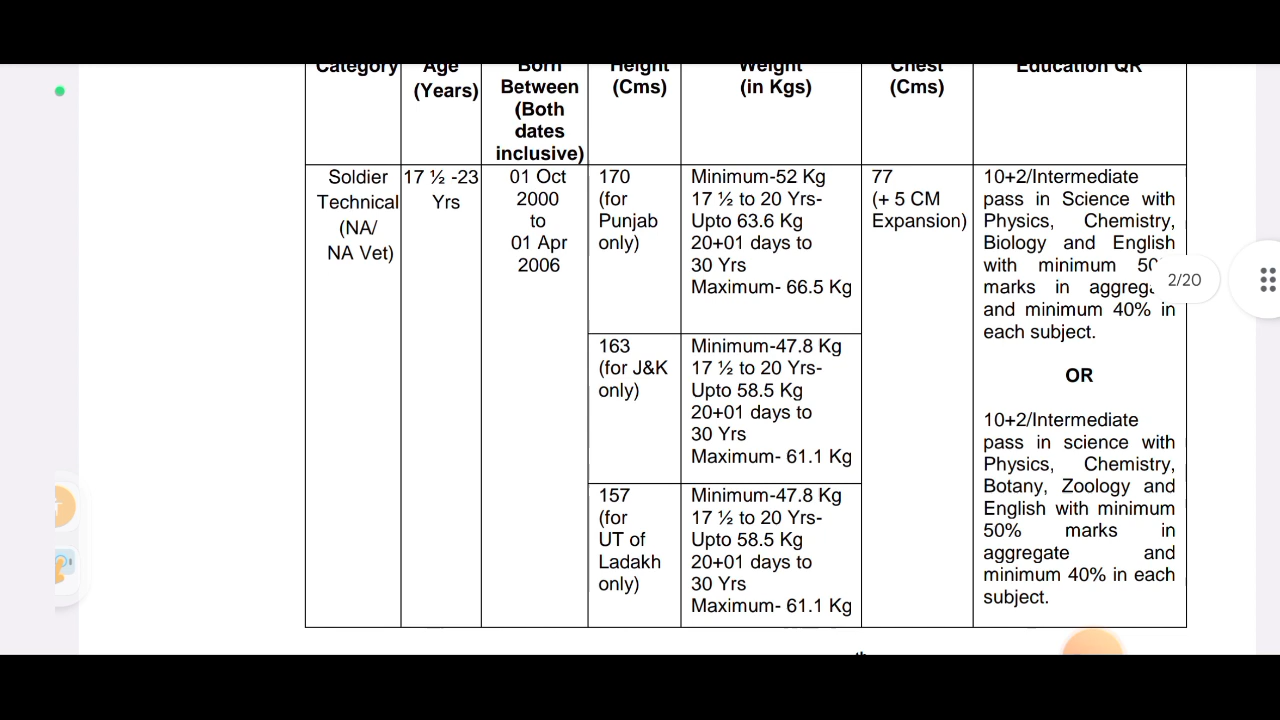 Category
Age
(Years)
Born
Between
(Both
dates
inclusive)
Height
(Cms)
Weight
(in Kgs)
Chest
(Cms)
Education QR
Soldier
Technical
(NA/
NA Vet)
17 ½ -23
Yrs
01 Oct
2000
to
01 Apr
2006
170
(for
Punjab
only)
Minimum-52 Kg
17 ½ to 20 Yrs-
Upto 63.6 Kg
20+01 days to
30 Yrs
Maximum- 66.5 Kg
77
(+ 5 CM
Expansion)
10+2/Intermediate
pass in Science with
Physics, Chemistry,
Biology and English
with minimum
marks in
and minimum 40% in
each subject.
OR
10+2/Intermediate
pass in science with
Physics, Chemistry,
Botany, Zoology and
English with minimum
50% marks in
aggregate and
minimum 40% in each
subject.
163
(for J&K
only)
Minimum-47.8 Kg
17 ½ to 20 Yrs-
Upto 58.5 Kg
20+01 days to
30 Yrs
Maximum- 61.1 Kg
157
(for
UT of
Ladakh
only)
Minimum-47.8 Kg
17 ½ to 20 Yrs-
Upto 58.5 Kg
20+01 days to
30 Yrs
Maximum- 61.1 Kg
2/20